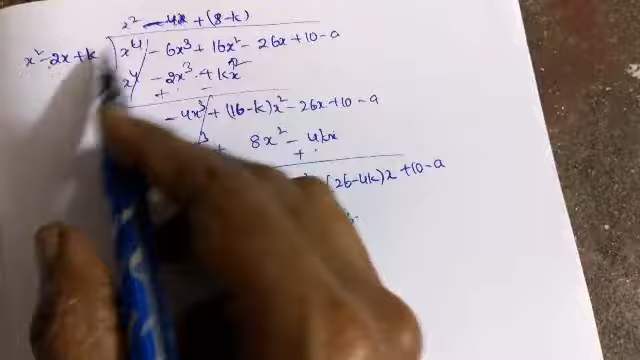 x² - 4x + (8-k)
x² - 2x + k x⁴ - 6x³ + 16x² - 26x + 10 - a
x⁴ - 2x³ + kx²
+ -
- 4x³ + (16-k)x² - 26x + 10 - a
³ + 8x² - 4kx
+
(26-4k)x + 10 - a